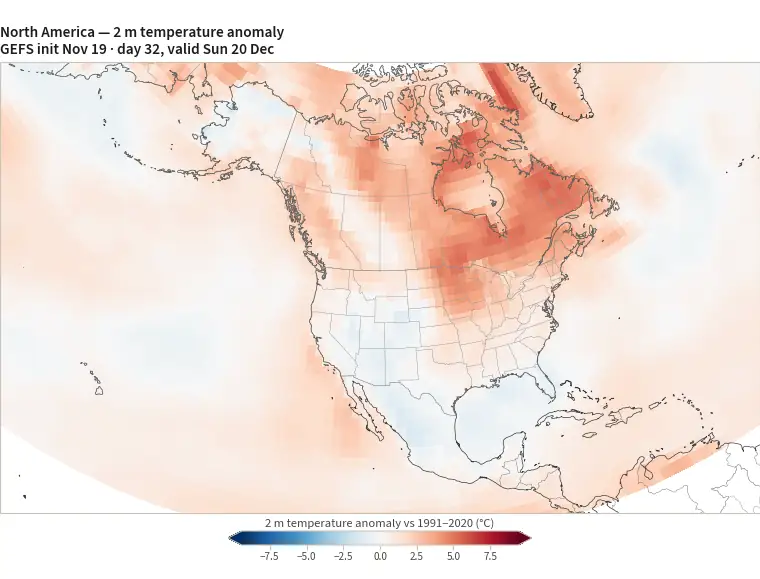 North America — 2 m temperature anomaly
GEFS init Nov 19 · day 32, valid Sun 20 Dec
2 m temperature anomaly vs 1991–2020 (°C)
−7.5 −5.0 −2.5 0.0 2.5 5.0 7.5